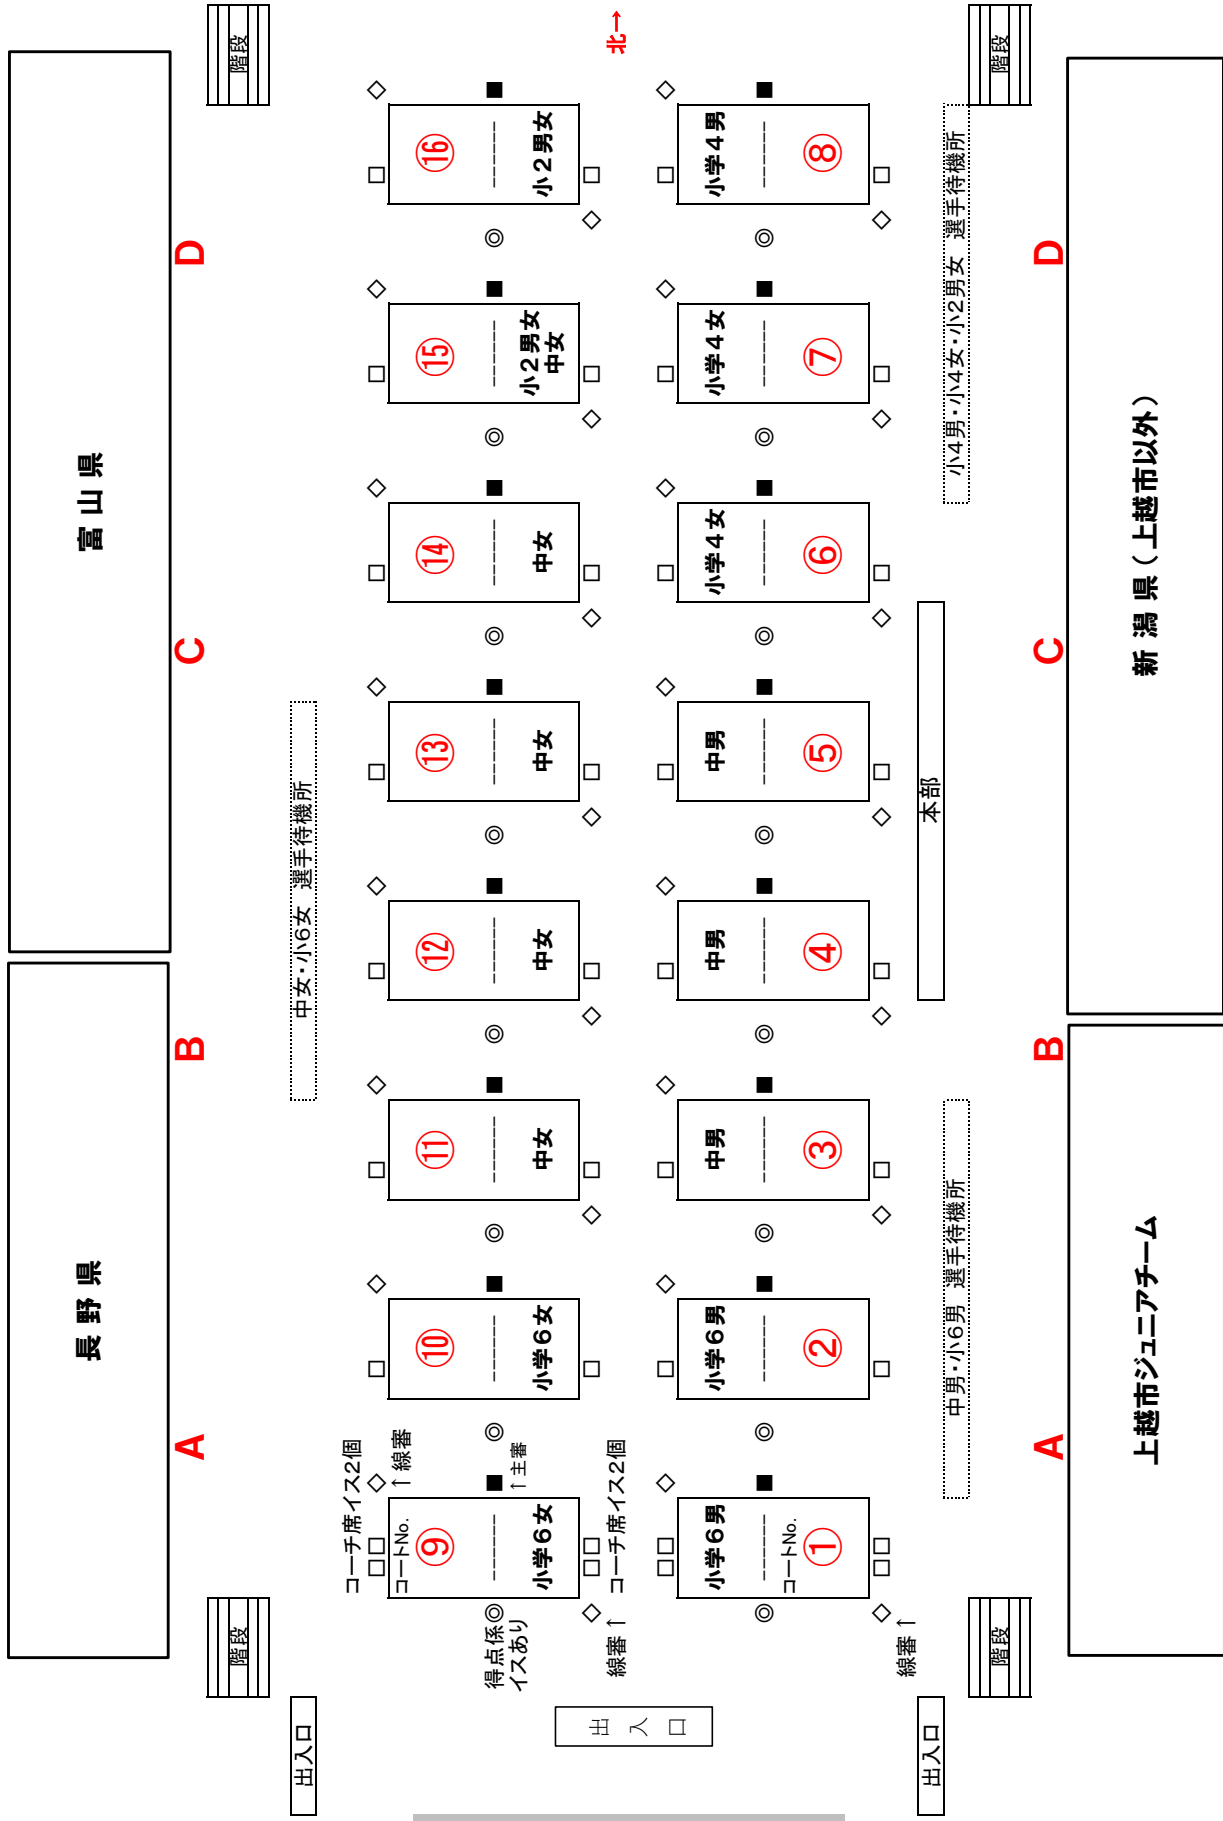 長野県
富山県
A
B
C
D
階段
階段
出入口
中女・小6女 選手待機所
コーチ席イス2個
コートNo.
↑線審
⑨
⑩
⑪
⑫
⑬
⑭
⑮
⑯
得点係
イスあり
↑主審
小学6女
小学6女
中女
中女
中女
中女
小2男女
中女
小2男女
線審↑
コーチ席イス2個
北→
出入口
小学6男
小学6男
中男
中男
中男
小学4女
小学4女
小学4男
コートNo.
①
②
③
④
⑤
⑥
⑦
⑧
線審↑
出入口
本部
中男・小6男 選手待機所
小4男・小4女・小2男女 選手待機所
階段
階段
A
B
C
D
上越市ジュニアチーム
新潟県（上越市以外）